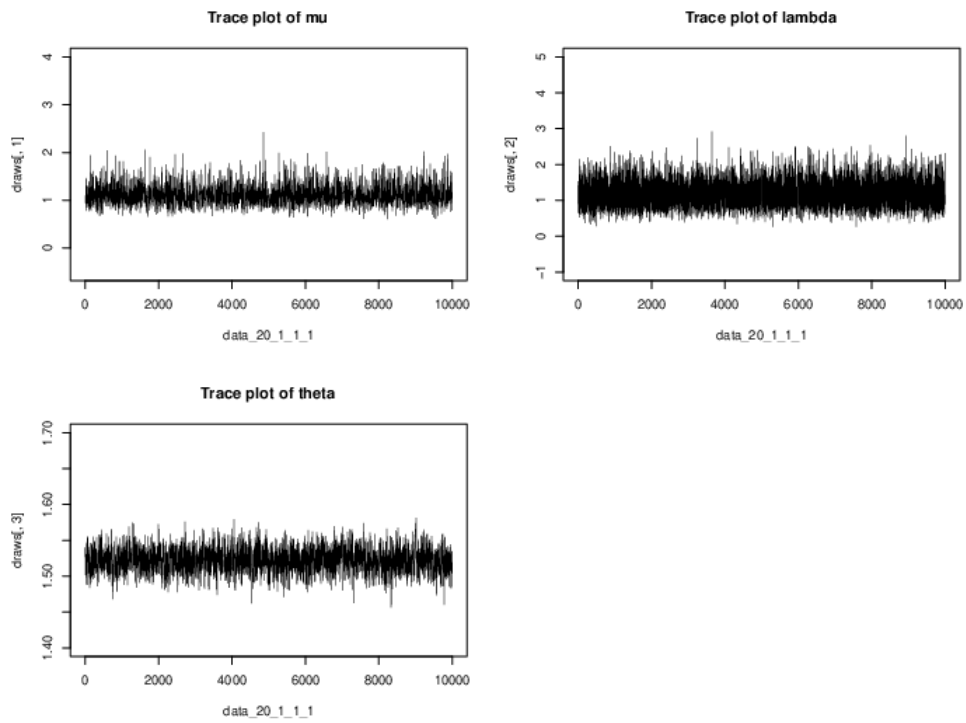 Trace plot of mu
draws[, 1]
4
3
2
1
0
0 2000 4000 6000 8000 10000
data_20_1_1_1
Trace plot of lambda
draws[, 2]
5
4
3
2
1
0
−1
0 2000 4000 6000 8000 10000
data_20_1_1_1
Trace plot of theta
draws[, 3]
1.70
1.60
1.50
1.40
0 2000 4000 6000 8000 10000
data_20_1_1_1